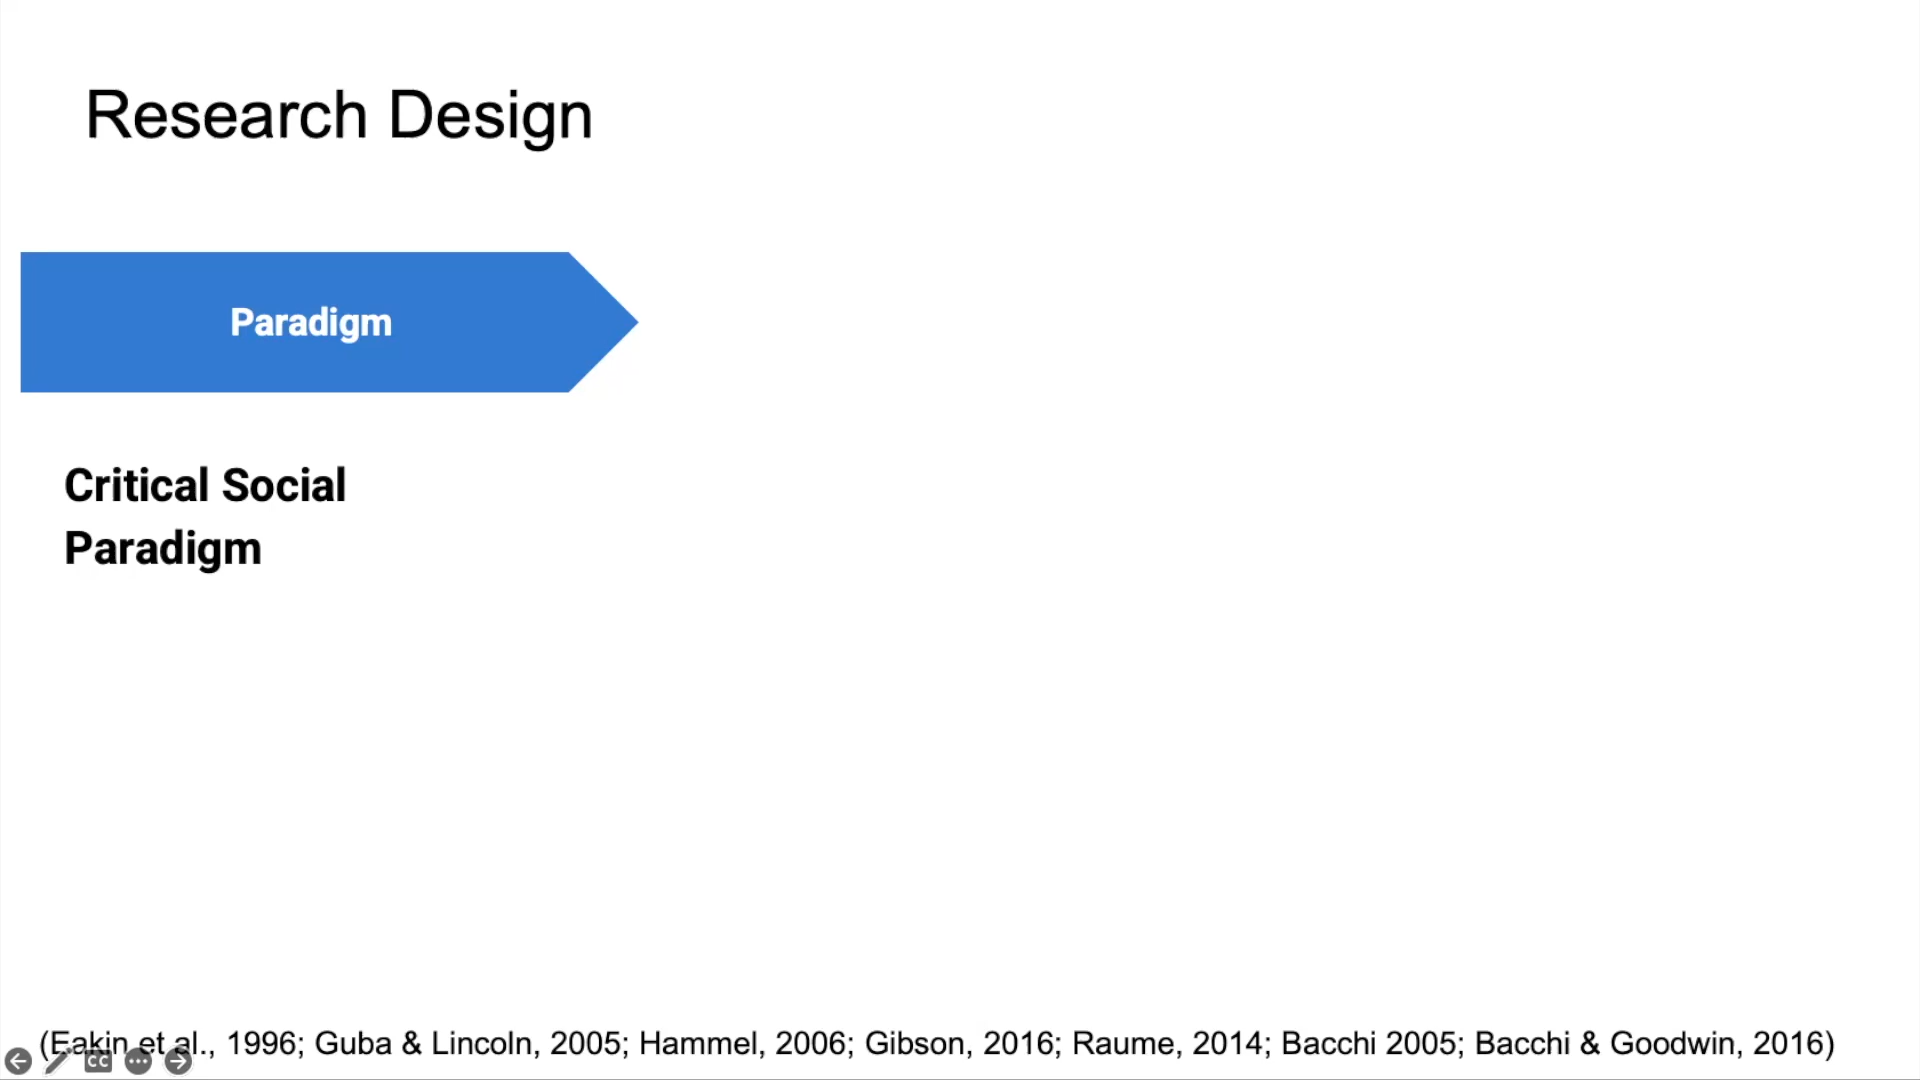 Research Design
Paradigm
Critical Social
Paradigm
(Eakin et al., 1996; Guba & Lincoln, 2005; Hammel, 2006; Gibson, 2016; Raume, 2014; Bacchi 2005; Bacchi & Goodwin, 2016)
CC